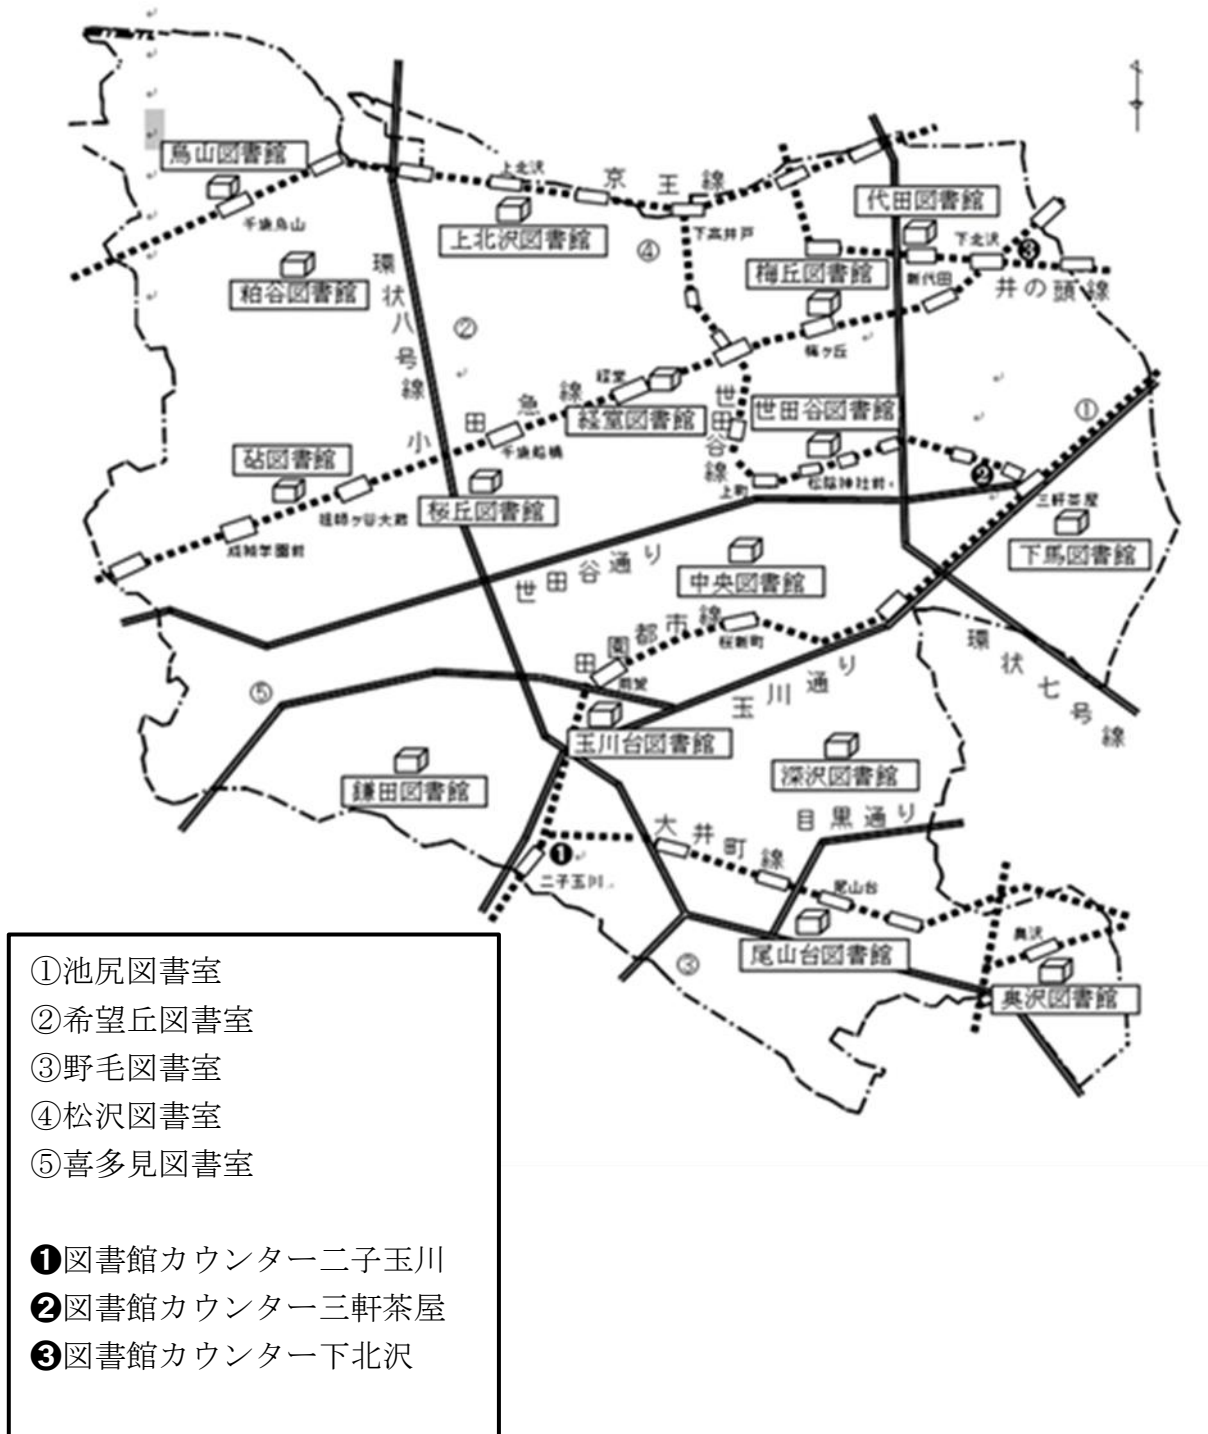 烏山図書館
上北沢
京王線
代田図書館
千歳烏山
上北沢図書館
④
下高井戸
下北沢
❸
粕谷図書館
環状八号線
梅丘図書館
新代田
井の頭線
②
梅ヶ丘
経堂
小田急線
経堂図書館
世田谷線
世田谷図書館
①
砧図書館
千歳船橋
上町
松陰神社前
❷
三軒茶屋
祖師ヶ谷大蔵
桜丘図書館
成城学園前
下馬図書館
世田谷通り
中央図書館
田園都市線
桜新町
用賀
玉川通り
環状七号線
⑤
玉川台図書館
鎌田図書館
深沢図書館
目黒通り
大井町線
❶
二子玉川
尾山台
尾山台図書館
③
奥沢
奥沢図書館
①池尻図書室
②希望丘図書室
③野毛図書室
④松沢図書室
⑤喜多見図書室
❶図書館カウンター二子玉川
❷図書館カウンター三軒茶屋
❸図書館カウンター下北沢